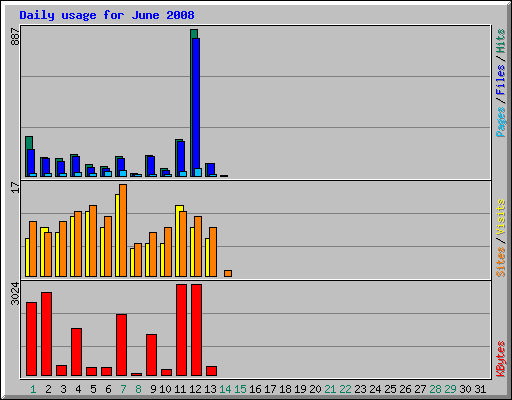 Daily usage for June 2008
887
17
3024
Pages / Files / Hits
Sites / Visits
KBytes
1 2 3 4 5 6 7 8 9 10 11 12 13 14 15 16 17 18 19 20 21 22 23 24 25 26 27 28 29 30 31